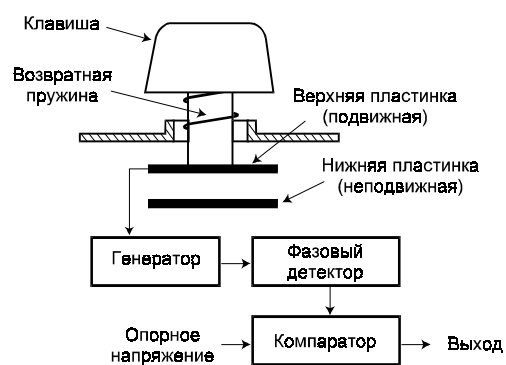 Клавиша
Возвратная
пружина
Верхняя пластинка
(подвижная)
Нижняя пластинка
(неподвижная)
Генератор
Фазовый
детектор
Опорное
напряжение
Компаратор
Выход